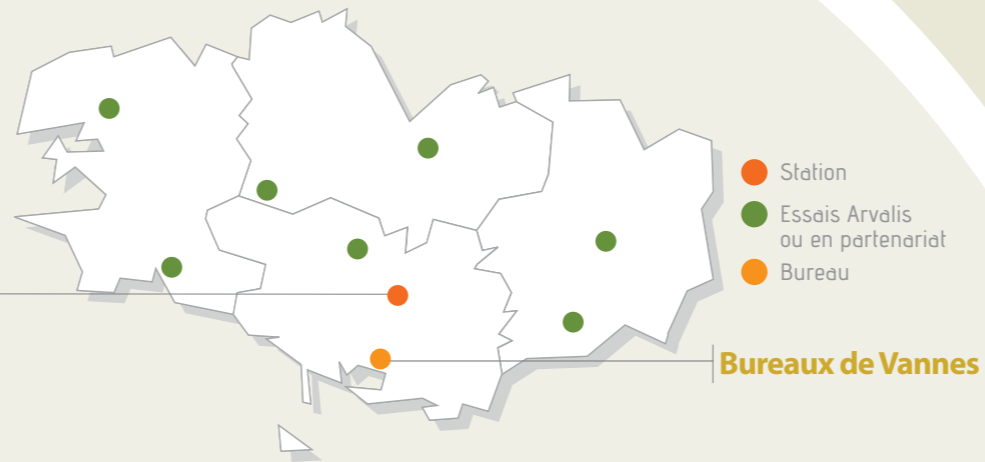 Station
Essais Arvalis
ou en partenariat
Bureau
Bureaux de Vannes